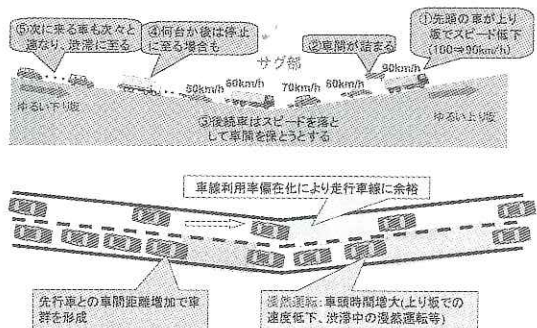 ⑤次に来る車も次々と
連なり、渋滞に至る
④何台か後は停止
に至る場合も
サグ部
②車間が詰まる
①先頭の車が上り
坂でスピード低下
(100⇒90km/h)
50km/h
60km/h
70km/h
80km/h
90km/h
ゆるい下り坂
ゆるい上り坂
③後続車はスピードを落と
して車間を保とうとする
車線利用率偏在化により走行車線に余裕
先行車との車間距離増加で車
群を形成
漫然運転:車頭時間増大(上り坂での
速度低下、渋滞中の漫然運転等)